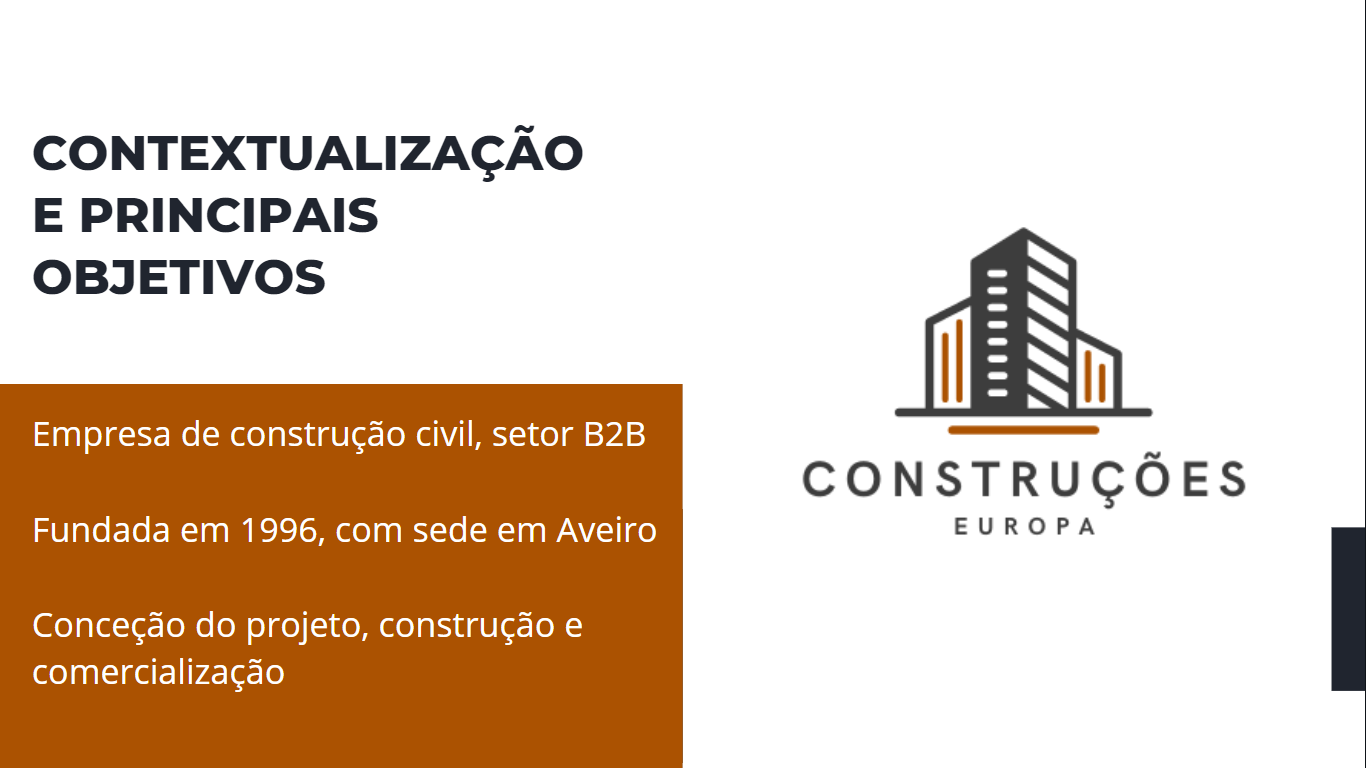 CONTEXTUALIZAÇÃO
E PRINCIPAIS
OBJETIVOS
Empresa de construção civil, setor B2B
Fundada em 1996, com sede em Aveiro
Conceção do projeto, construção e
comercialização
CONSTRUÇÕES
EUROPA